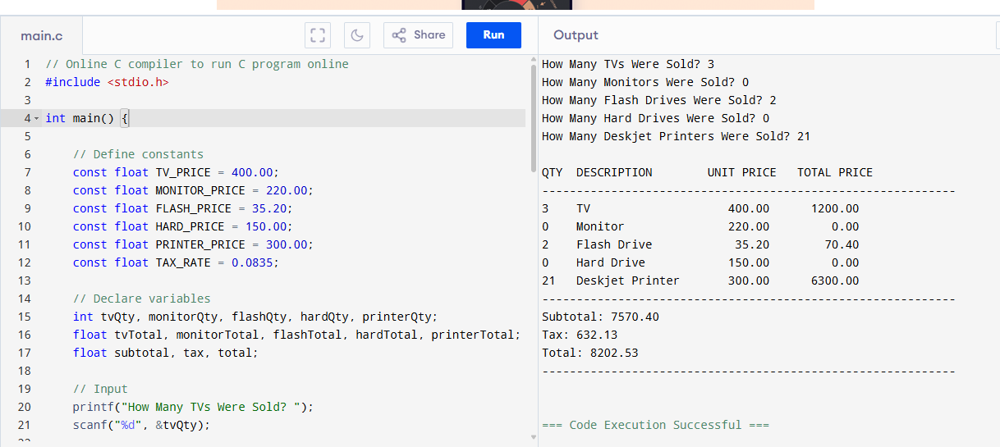 main.c
Share
Run
Output
1 // Online C compiler to run C program online
2 #include <stdio.h>
3
4 int main() {
5
6 // Define constants
7 const float TV_PRICE = 400.00;
8 const float MONITOR_PRICE = 220.00;
9 const float FLASH_PRICE = 35.20;
10 const float HARD_PRICE = 150.00;
11 const float PRINTER_PRICE = 300.00;
12 const float TAX_RATE = 0.0835;
13
14 // Declare variables
15 int tvQty, monitorQty, flashQty, hardQty, printerQty;
16 float tvTotal, monitorTotal, flashTotal, hardTotal, printerTotal;
17 float subtotal, tax, total;
18
19 // Input
20 printf("How Many TVs Were Sold? ");
21 scanf("%d", &tvQty);
How Many TVs Were Sold? 3
How Many Monitors Were Sold? 0
How Many Flash Drives Were Sold? 2
How Many Hard Drives Were Sold? 0
How Many Deskjet Printers Were Sold? 21
QTY DESCRIPTION UNIT PRICE TOTAL PRICE
------------------------------------------------------------
3 TV 400.00 1200.00
0 Monitor 220.00 0.00
2 Flash Drive 35.20 70.40
0 Hard Drive 150.00 0.00
21 Deskjet Printer 300.00 6300.00
------------------------------------------------------------
Subtotal: 7570.40
Tax: 632.13
Total: 8202.53
------------------------------------------------------------
=== Code Execution Successful ===